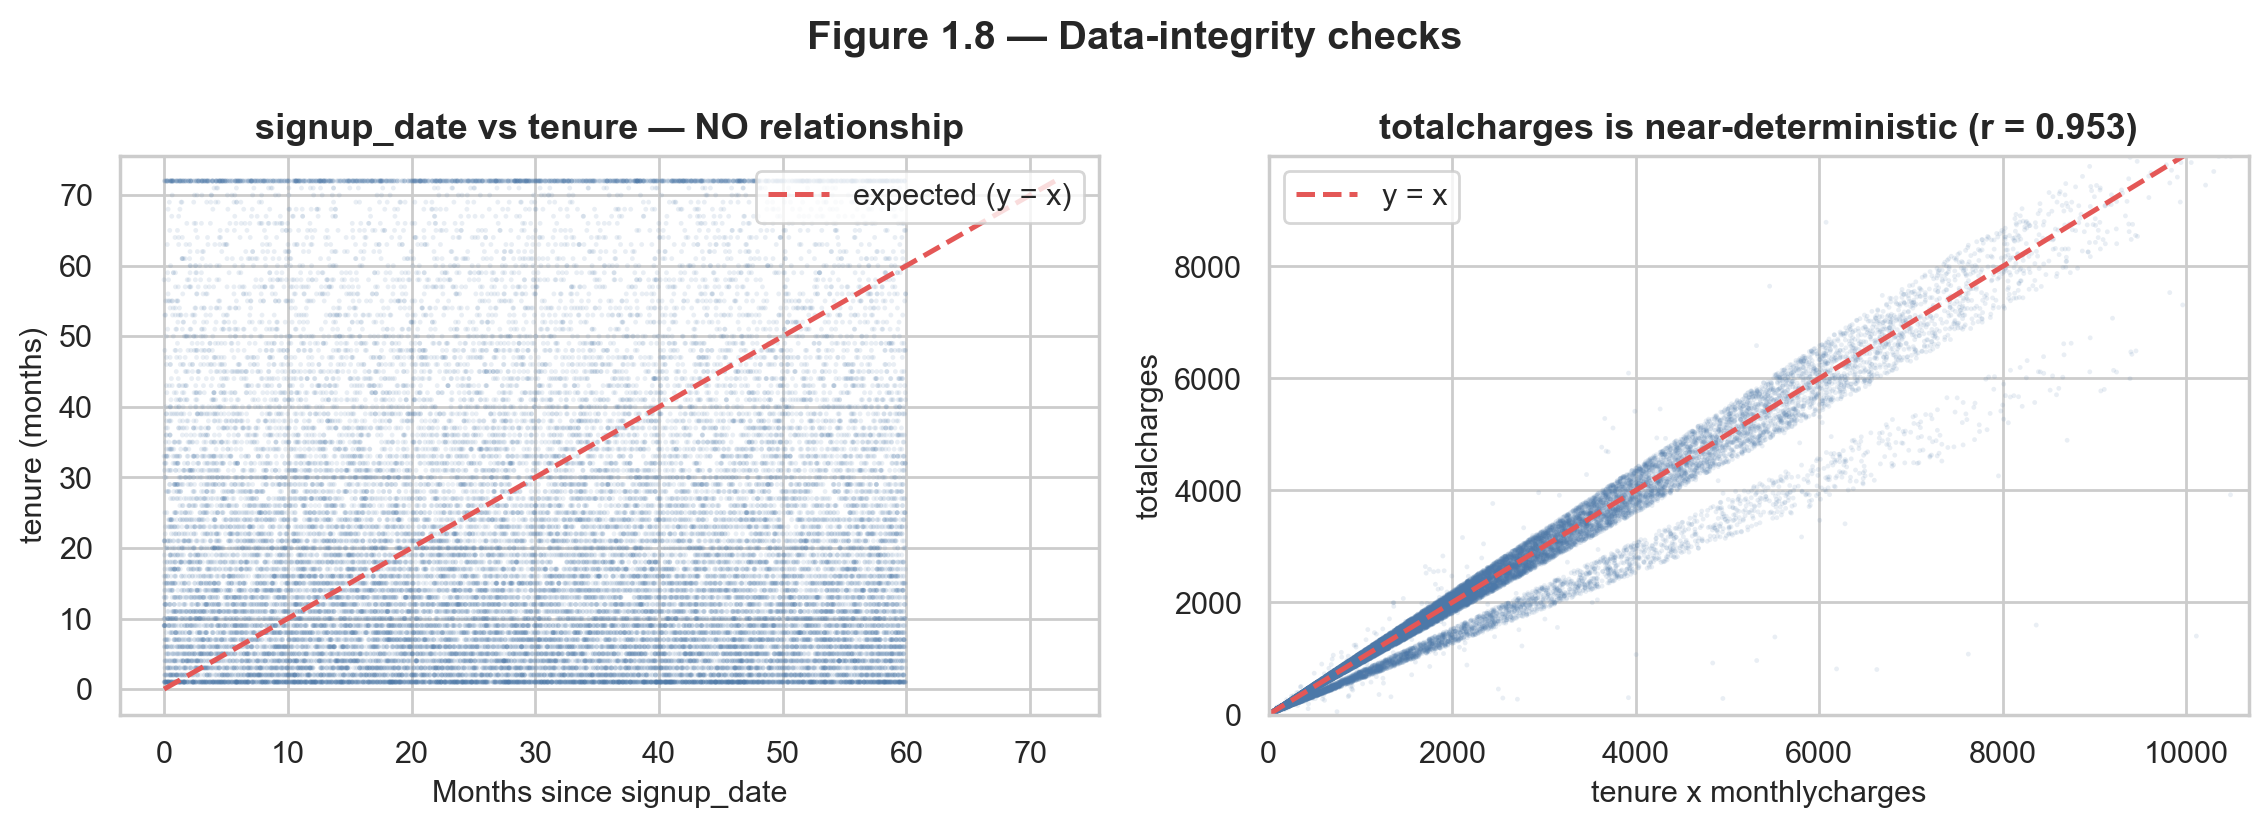 Figure 1.8 — Data-integrity checks
signup_date vs tenure — NO relationship
expected (y = x)
70
60
50
40
30
20
10
0
tenure (months)
0 10 20 30 40 50 60 70
Months since signup_date
totalcharges is near-deterministic (r = 0.953)
y = x
8000
6000
4000
2000
0
totalcharges
0 2000 4000 6000 8000 10000
tenure x monthlycharges